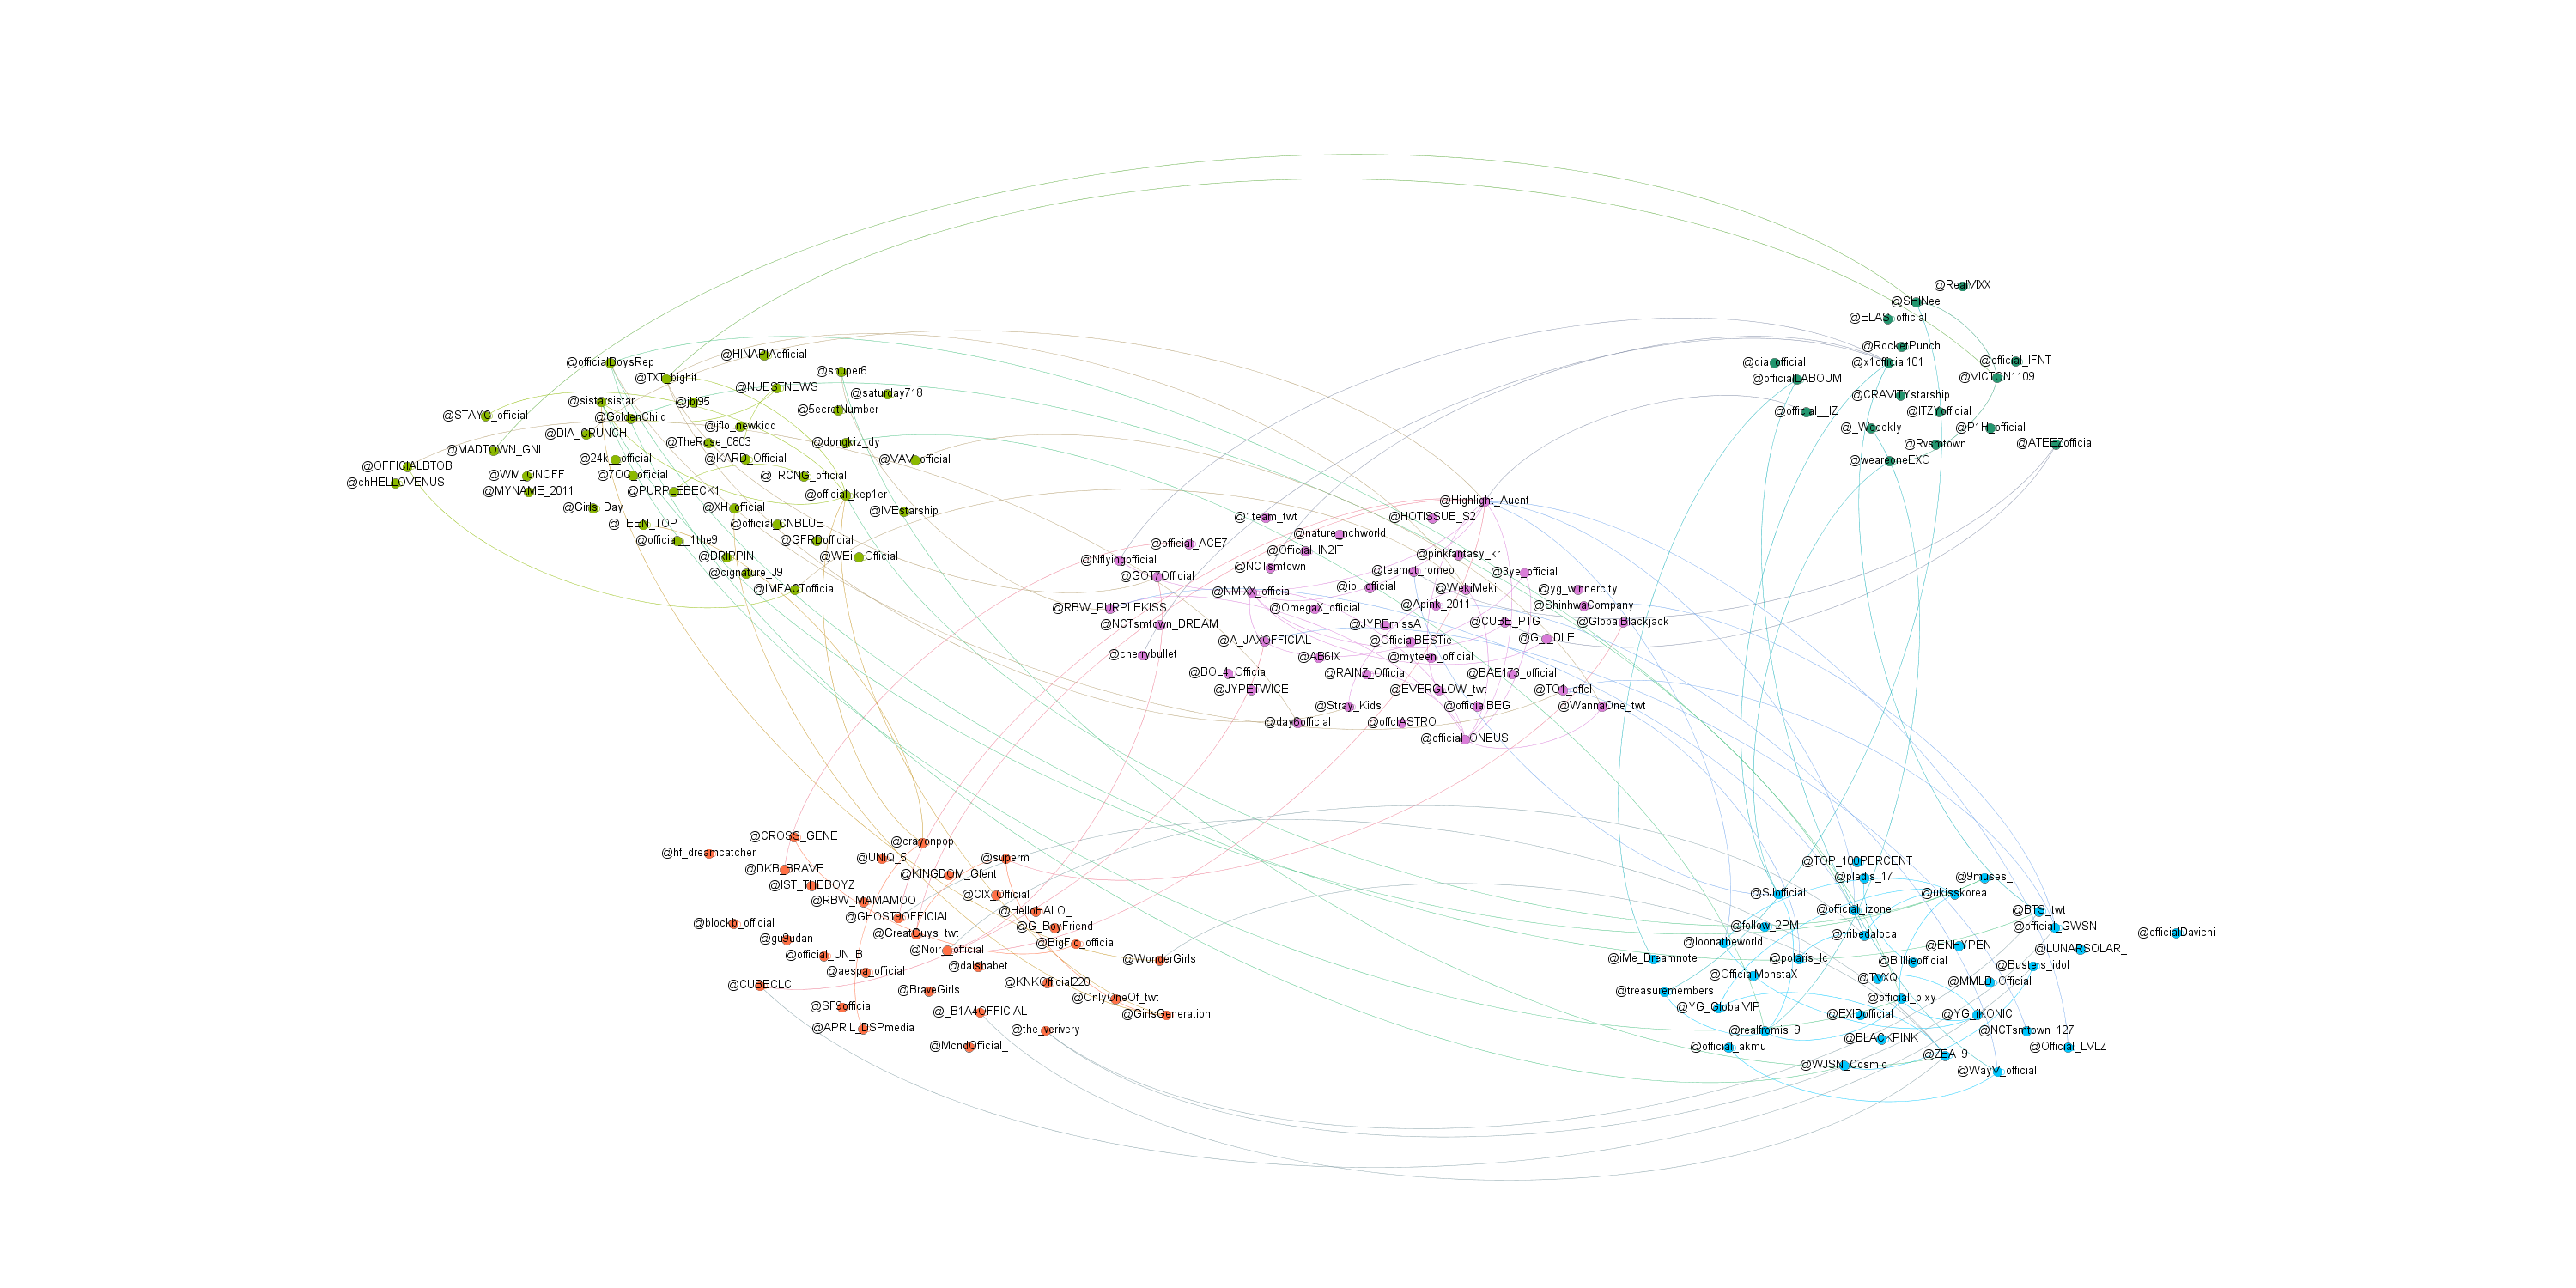 @RealVIXX
@SHINee
@ELASTofficial
@RocketPunch
@dia_official
@x1official101
@official_IFNT
@officialLABOUM
@VICTON1109
@CRAVITYstarship
@official__IZ
@ITZYofficial
@_Weeekly
@P1H_official
@Rvsmtown
@ATEEZofficial
@weareoneEXO
@officialBoysRep
@HINAPIAofficial
@TXT_bighit
@snuper6
@NUESTNEWS
@saturday718
@sistarsistar
@jbj95
@5ecretNumber
@STAYC_official
@GoldenChild
@jflo_newkidd
@DIA_CRUNCH
@TheRose_0803
@dongkiz_dy
@MADTOWN_GNI
@24k__official
@KARD_Official
@VAV_official
@OFFICIALBTOB
@WM_ONOFF
@7OC_official
@TRCNG_official
@chHELLOVENUS
@MYNAME_2011
@PURPLEBECK1
@official_kep1er
@Girls_Day
@XH_official
@IVEstarship
@TEEN_TOP
@official_CNBLUE
@official__1the9
@GFRDofficial
@DRIPPIN
@WEi__Official
@cignature_J9
@IMFACTofficial
@Highlight_Auent
@1team_twt
@HOTISSUE_S2
@nature_nchworld
@official_ACE7
@Official_IN2IT
@pinkfantasy_kr
@Nflyingofficial
@NCTsmtown
@teamct_romeo
@3ye_official
@GOT7Official
@ioi_official_
@WekiMeki
@yg_winnercity
@NMIXX_official
@RBW_PURPLEKISS
@OmegaX_official
@Apink_2011
@ShinhwaCompany
@NCTsmtown_DREAM
@JYPEmissA
@CUBE_PTG
@GlobalBlackjack
@A_JAXOFFICIAL
@OfficialBESTie
@G_I_DLE
@cherrybullet
@AB6IX
@myteen_official
@BOL4_Official
@RAINZ_Official
@BAE173_official
@JYPETWICE
@EVERGLOW_twt
@TO1_offcl
@Stray_Kids
@officialBEG
@WannaOne_twt
@day6official
@offclASTRO
@official_ONEUS
@CROSS_GENE
@crayonpop
@hf_dreamcatcher
@UNIQ_5
@superm
@DKB_BRAVE
@KINGDOM_Gfent
@IST_THEBOYZ
@CIX_Official
@RBW_MAMAMOO
@HelloHALO_
@blockb_official
@GHOST9OFFICIAL
@G_BoyFriend
@gu9udan
@GreatGuys_twt
@BigFlo_official
@official_UN_B
@Noir__official
@WonderGirls
@aespa_official
@dalshabet
@CUBECLC
@BraveGirls
@KNKOfficial220
@OnlyOneOf_twt
@SF9official
@_B1A4OFFICIAL
@GirlsGeneration
@APRIL_DSPmedia
@the_verivery
@McndOfficial_
@TOP_100PERCENT
@pledis_17
@9muses_
@SJofficial
@ukisskorea
@official_izone
@BTS_twt
@follow_2PM
@official_GWSN
@officialDavichi
@tribedaloca
@loonatheworld
@ENHYPEN
@LUNARSOLAR_
@iMe_Dreamnote
@polaris_lc
@Billlieofficial
@Busters_idol
@OfficialMonstaX
@TVXQ
@MMLD_Official
@treasuremembers
@official_pixy
@YG_GlobalVIP
@EXIDofficial
@YG_IKONIC
@realfromis_9
@NCTsmtown_127
@BLACKPINK
@official_akmu
@Official_LVLZ
@ZEA_9
@WJSN_Cosmic
@WayV_official